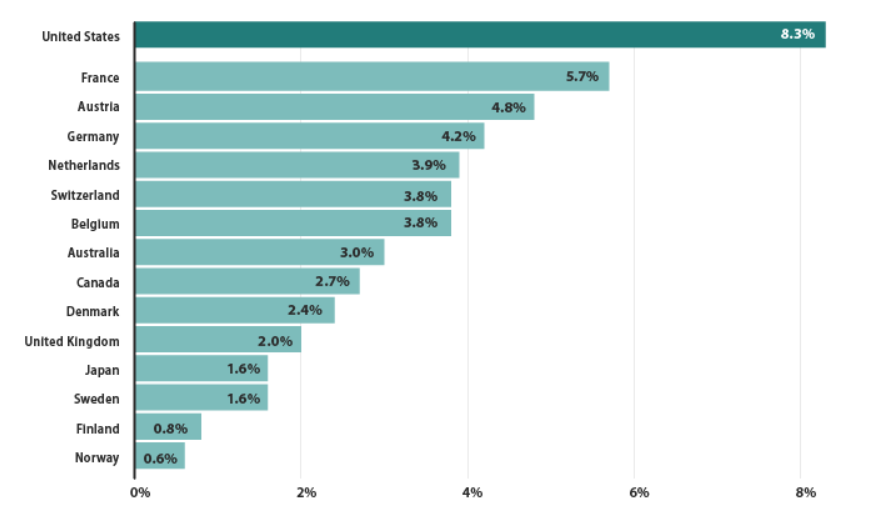 United States 8.3%
France 5.7%
Austria 4.8%
Germany 4.2%
Netherlands 3.9%
Switzerland 3.8%
Belgium 3.8%
Australia 3.0%
Canada 2.7%
Denmark 2.4%
United Kingdom 2.0%
Japan 1.6%
Sweden 1.6%
Finland 0.8%
Norway 0.6%
0% 2% 4% 6% 8%